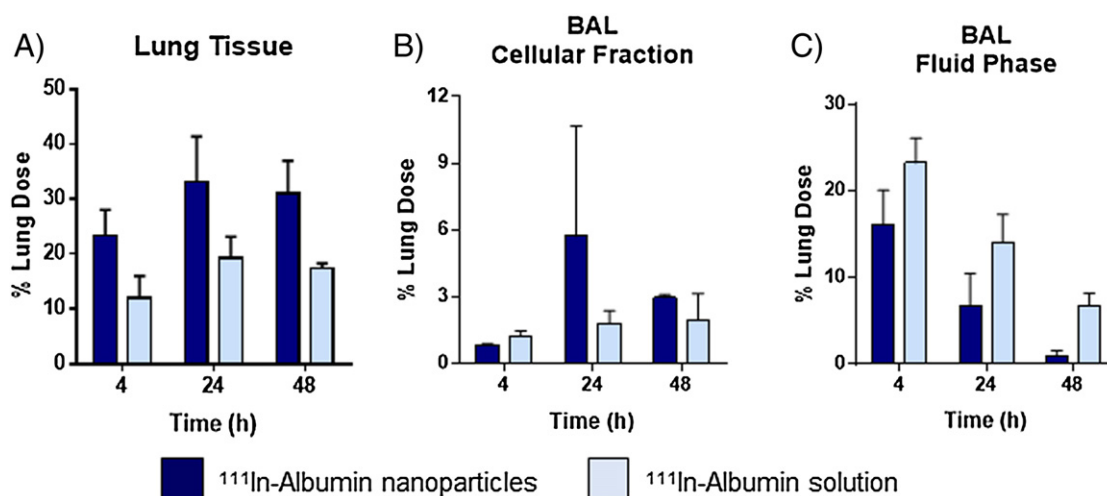 A) Lung Tissue
% Lung Dose
50
40
30
20
10
0
4 24 48
Time (h)
B) BAL
Cellular Fraction
% Lung Dose
12
9
6
3
0
4 24 48
Time (h)
C) BAL
Fluid Phase
% Lung Dose
30
20
10
0
4 24 48
Time (h)
¹¹¹In-Albumin nanoparticles
¹¹¹In-Albumin solution